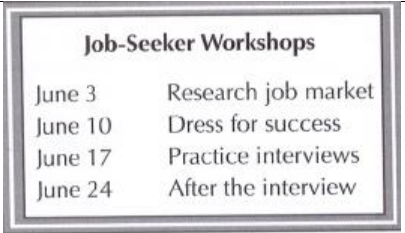 Job-Seeker Workshops
June 3 Research job market
June 10 Dress for success
June 17 Practice interviews
June 24 After the interview